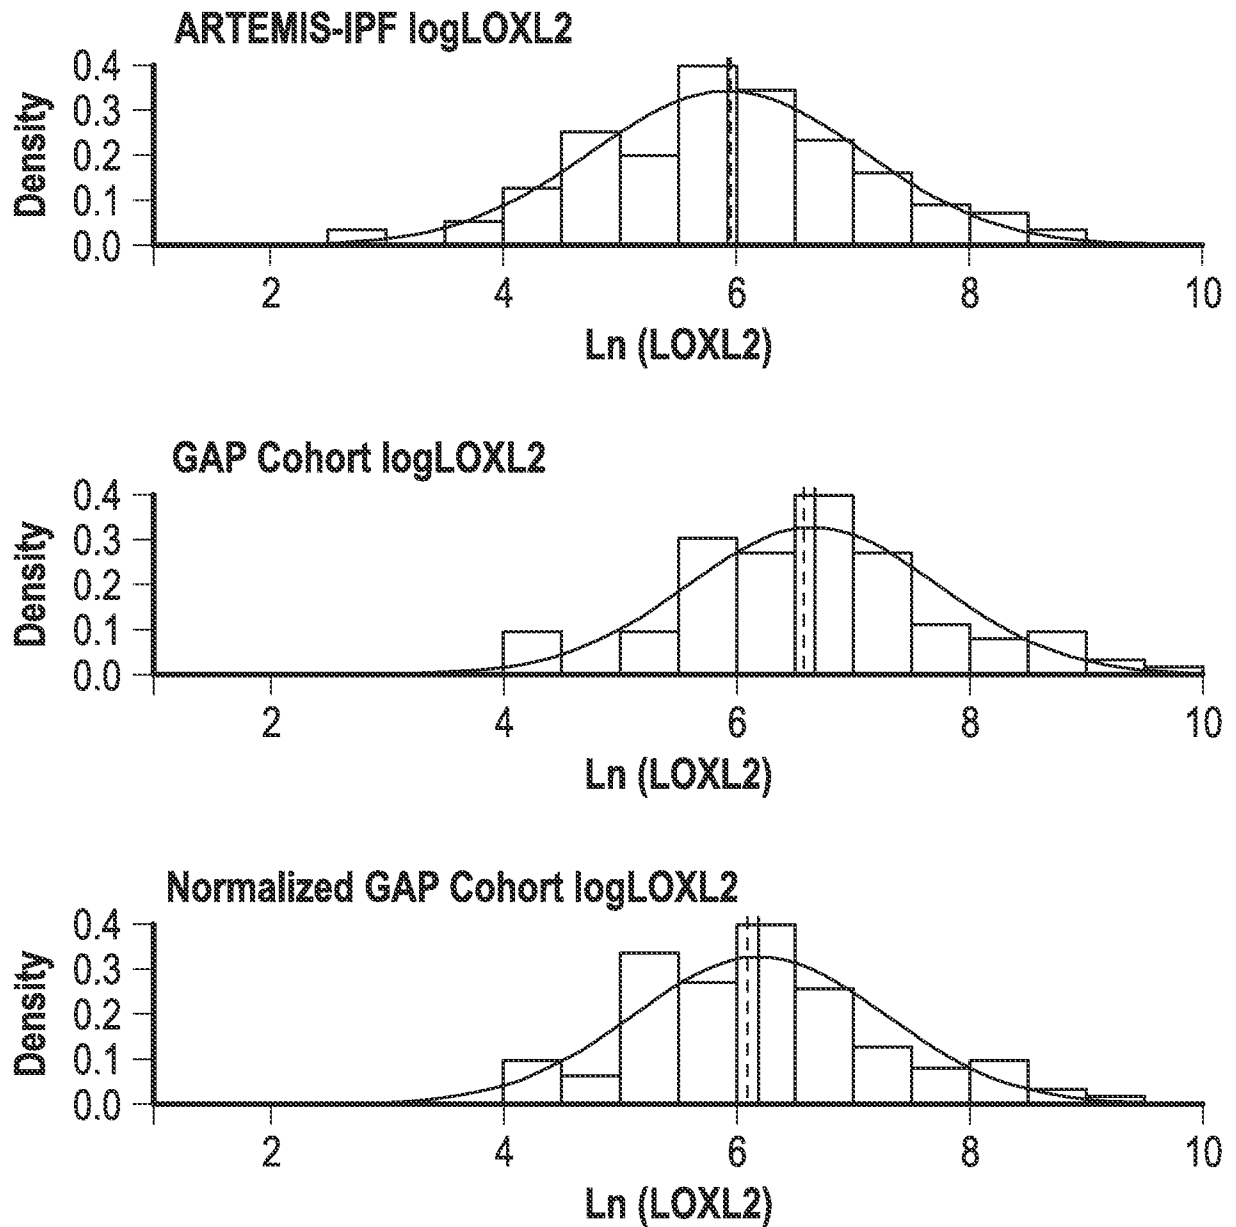 ARTEMIS-IPF logLOXL2
0.4
0.3
0.2
0.1
0.0
Density
2 4 6 8 10
Ln (LOXL2)
GAP Cohort logLOXL2
0.4
0.3
0.2
0.1
0.0
Density
2 4 6 8 10
Ln (LOXL2)
Normalized GAP Cohort logLOXL2
0.4
0.3
0.2
0.1
0.0
Density
2 4 6 8 10
Ln (LOXL2)